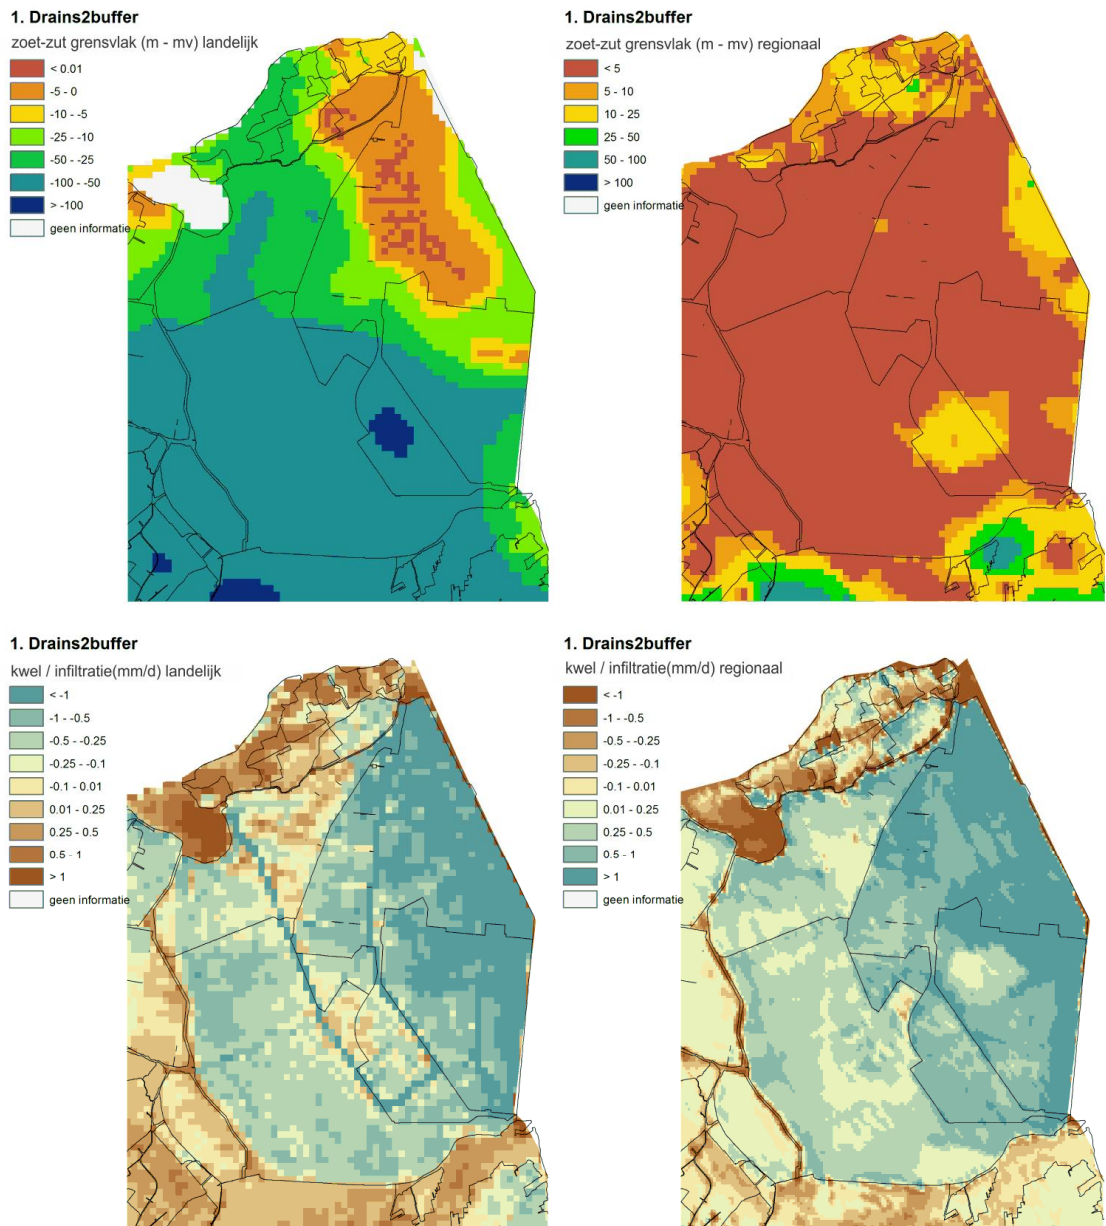 1. Drains2buffer
zoet-zut grensvlak (m - mv) landelijk
< 0.01
-5 - 0
-10 - -5
-25 - -10
-50 - -25
-100 - -50
> -100
geen informatie
1. Drains2buffer
zoet-zut grensvlak (m - mv) regionaal
< 5
5 - 10
10 - 25
25 - 50
50 - 100
> 100
geen informatie
1. Drains2buffer
kwel / infiltratie(mm/d) landelijk
< -1
-1 - -0.5
-0.5 - -0.25
-0.25 - -0.1
-0.1 - 0.01
0.01 - 0.25
0.25 - 0.5
0.5 - 1
> 1
geen informatie
1. Drains2buffer
kwel / infiltratie(mm/d) regionaal
< -1
-1 - -0.5
-0.5 - -0.25
-0.25 - -0.1
-0.1 - 0.01
0.01 - 0.25
0.25 - 0.5
0.5 - 1
> 1
geen informatie